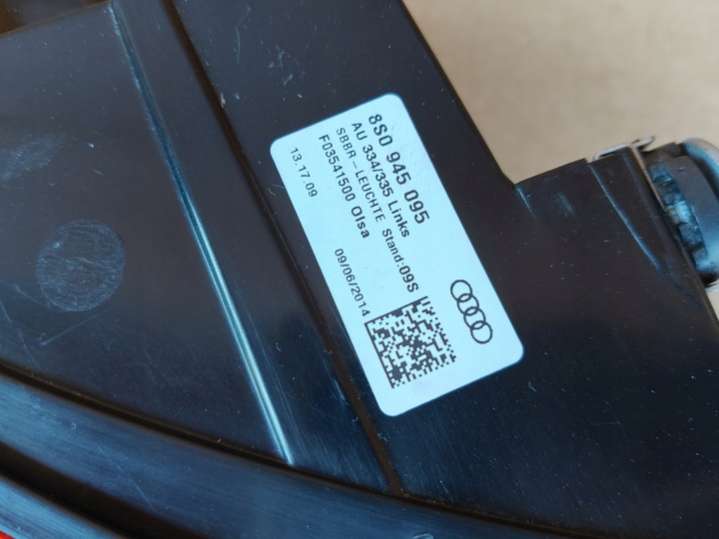 8S0 945 095
AU 334/335 Links
SBBR-LEUCHTE Stand:09S
F03541500 Olsa
13.17.09
09/06/2014